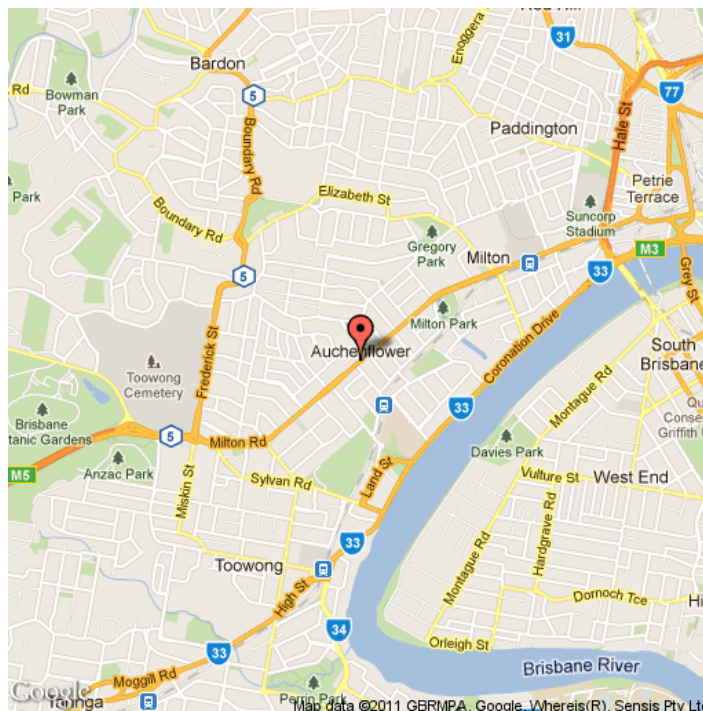 Enoggera
31
Bardon
5
77
Rd
Bowman
Park
Boundary Rd
Paddington
Hale St
Park
Elizabeth St
Petrie
Terrace
Boundary Rd
Suncorp
Stadium
Gregory
Park
Milton
M3
33
5
Grey St
Milton Park
Coronation Drive
Auchenflower
South
Brisbane
Frederick St
Toowong
Cemetery
Montague Rd
33
Brisbane
Gardens
5
Milton Rd
Davies Park
Griffith
M5
Anzac Park
Land St
West End
Miskin St
Sylvan Rd
Vulture St
Hardgrave Rd
33
Montague Rd
Toowong
High St
Dornoch Tce
34
Orleigh St
33
Brisbane River
Moggill Rd
Google
Taringa
Perrin Park
Map data ©2011 GBRMPA, Google, Whereis(R), Sensis Pty Lt